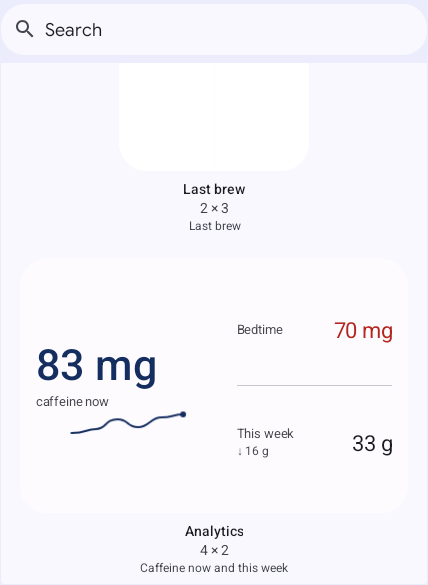 Search
Last brew
2 × 3
Last brew
83 mg
caffeine now
Bedtime
70 mg
This week
↓ 16 g
33 g
Analytics
4 × 2
Caffeine now and this week